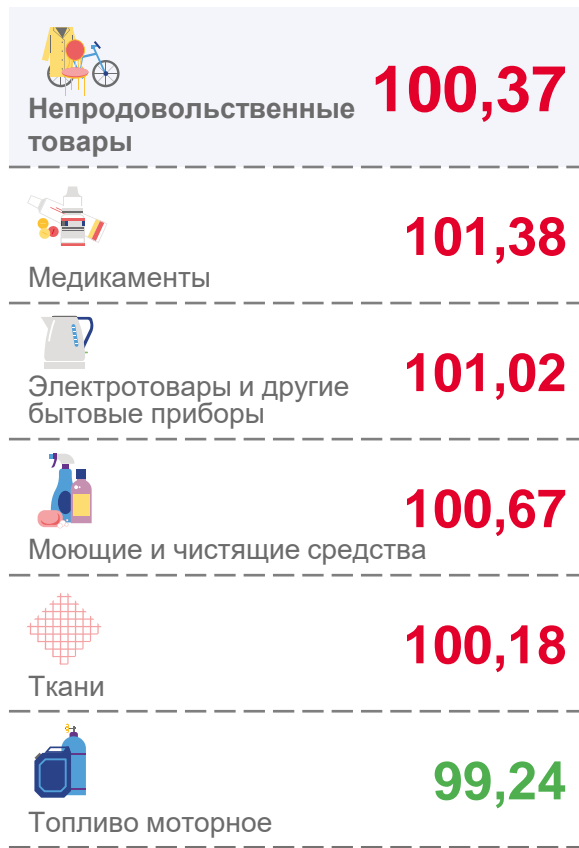 Непродовольственные
товары
100,37
Медикаменты
101,38
Электротовары и другие
бытовые приборы
101,02
Моющие и чистящие средства
100,67
Ткани
100,18
Топливо моторное
99,24